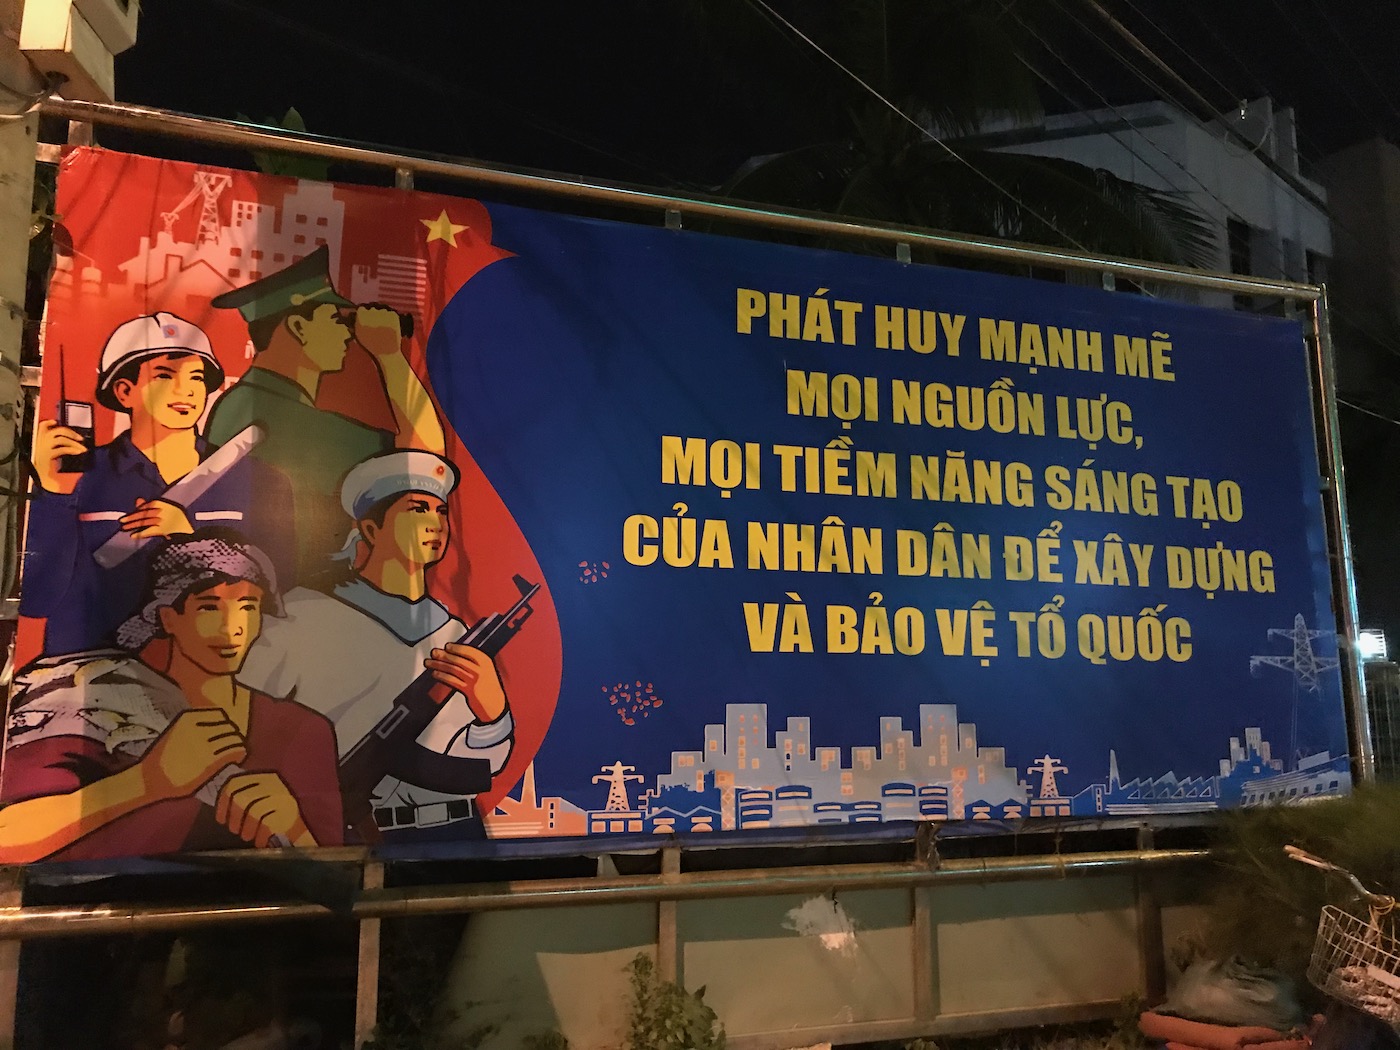 PHÁT HUY MẠNH MẼ
MỌI NGUỒN LỰC,
MỌI TIỀM NĂNG SÁNG TẠO
CỦA NHÂN DÂN ĐỂ XÂY DỰNG
VÀ BẢO VỆ TỔ QUỐC